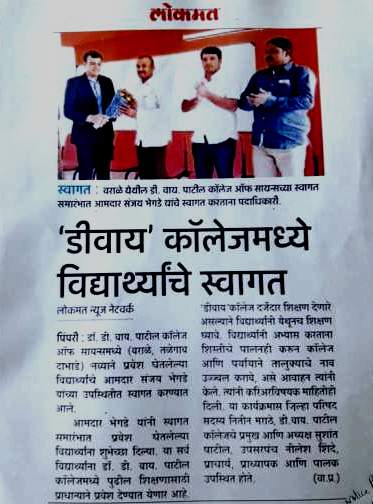 लोकमत
स्वागत : वराळे येथील डी. वाय. पाटील कॉलेज ऑफ सायन्सच्या स्वागत
समारंभात आमदार संजय भेगडे यांचे स्वागत करताना पदाधिकारी.
‘डीवाय’ कॉलेजमध्ये
विद्यार्थ्यांचे स्वागत
लोकमत न्यूज नेटवर्क
पिंपरी : डॉ. डी. वाय. पाटील कॉलेज
ऑफ सायन्समध्ये (वराळे, तळेगाव
दाभाडे) नव्याने प्रवेश घेतलेल्या
विद्यार्थ्यांचे आमदार संजय भेगडे
यांच्या उपस्थितीत स्वागत करण्यात
आले.
आमदार भेगडे यांनी स्वागत
समारंभात प्रवेश घेतलेल्या
विद्यार्थ्यांना शुभेच्छा दिल्या. या सर्व
विद्यार्थ्यांना डॉ. डी. वाय. पाटील
कॉलेजमध्ये पुढील शिक्षणासाठी
प्राधान्याने प्रवेश देण्यात येणार आहे.
‘डीवाय’ कॉलेज दर्जेदार शिक्षण देणारे
असल्याने विद्यार्थ्यांनी येथूनच शिक्षण
घ्यावे. विद्यार्थ्यांनी अभ्यास करताना
शिस्तीचे पालनही करून कॉलेज
आणि पर्यायाने तालुक्याचे नाव
उज्ज्वल करावे, असे आवाहन त्यांनी
केले. त्यांनी करिअरविषयक माहितीही
दिली. या कार्यक्रमास जिल्हा परिषद
सदस्य नितीन मराठे, डी.वाय. पाटील
कॉलेजचे प्रमुख आणि अध्यक्ष सुशांत
पाटील, उपसरपंच नीलेश शिंदे,
प्राचार्य, प्राध्यापक आणि पालक
उपस्थित होते. (वा.प्र.)